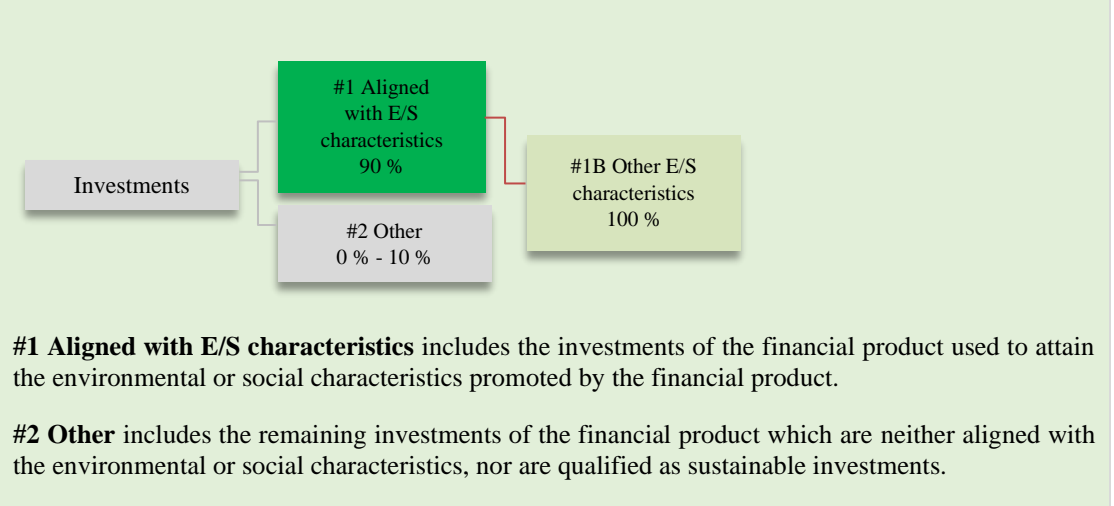 #1 Aligned
with E/S
characteristics
90 %
#1B Other E/S
characteristics
100 %
Investments
#2 Other
0 % - 10 %
#1 Aligned with E/S characteristics includes the investments of the financial product used to attain
the environmental or social characteristics promoted by the financial product.
#2 Other includes the remaining investments of the financial product which are neither aligned with
the environmental or social characteristics, nor are qualified as sustainable investments.